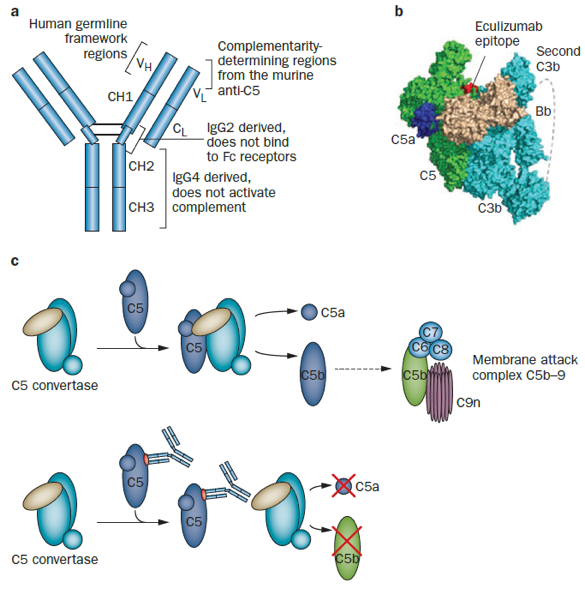 a
Human germline
framework
regions
VH
Complementarity-
determining regions
from the murine
anti-C5
VL
CH1
CL
IgG2 derived,
does not bind
to Fc receptors
CH2
IgG4 derived,
does not activate
complement
CH3
b
Eculizumab
epitope
Second
C3b
Bb
C5a
C5
C3b
c
C5
C5 convertase
C5
C5a
C5b
C7
C6
C8
C5b
C9n
Membrane attack
complex C5b–9
C5
C5 convertase
C5
C5a
C5b